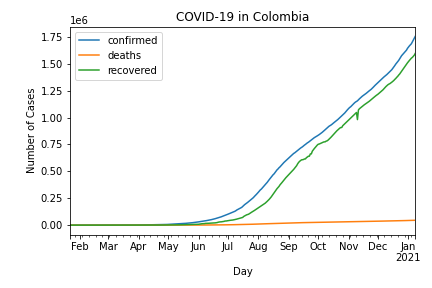 COVID-19 in Colombia
1e6
confirmed
deaths
recovered
1.75
1.50
1.25
1.00
0.75
0.50
0.25
0.00
Number of Cases
Feb Mar Apr May Jun Jul Aug Sep Oct Nov Dec Jan
2021
Day